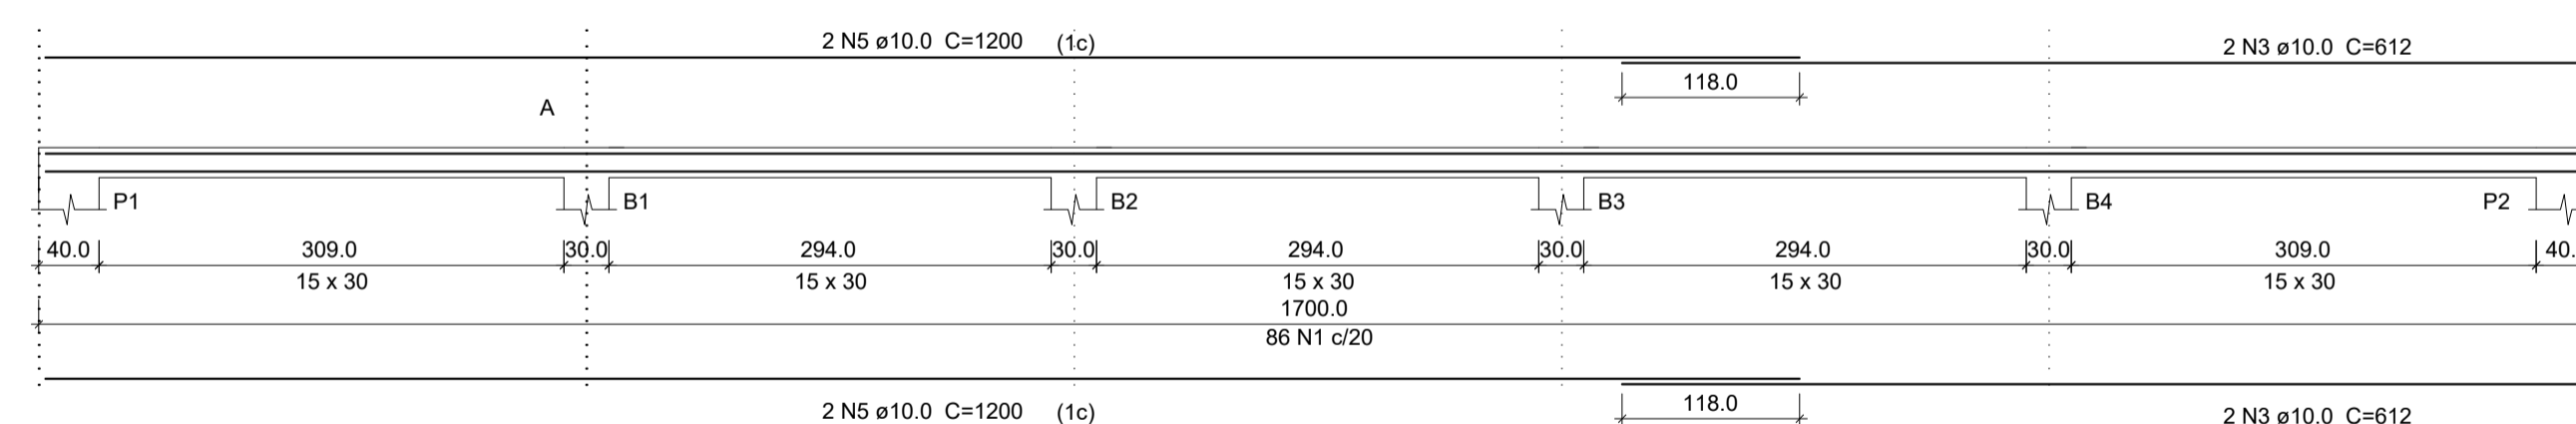 2 N5 ø10.0 C=1200 (1c)
2 N3 ø10.0 C=612
118.0
A
P1 B1 B2 B3 B4 P2
40.0 309.0 30.0 294.0 30.0 294.0 30.0 294.0 30.0 309.0 40.
15 x 30 15 x 30 15 x 30 15 x 30 15 x 30
1700.0
86 N1 c/20
118.0
2 N5 ø10.0 C=1200 (1c)
2 N3 ø10.0 C=612